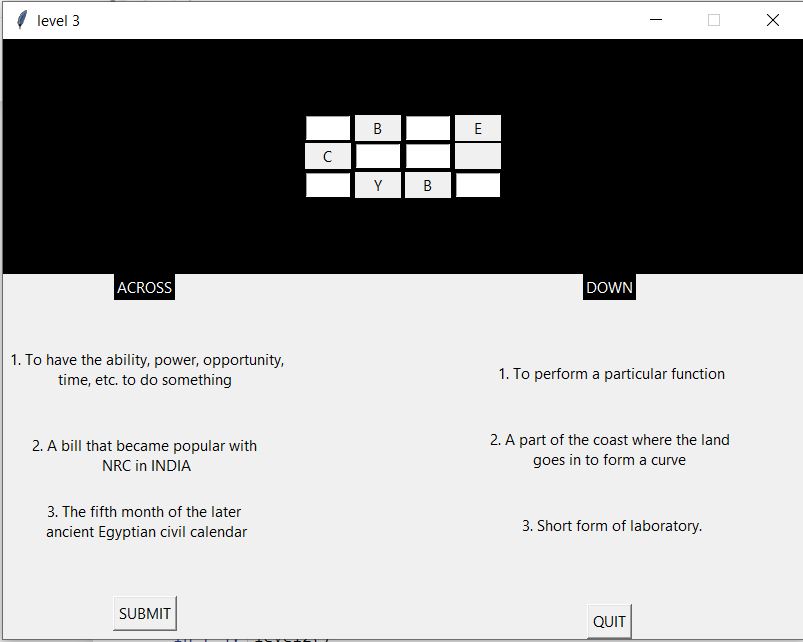 level 3
B E
C
Y B
ACROSS
DOWN
1. To have the ability, power, opportunity,
time, etc. to do something
1. To perform a particular function
2. A bill that became popular with
NRC in INDIA
2. A part of the coast where the land
goes in to form a curve
3. The fifth month of the later
ancient Egyptian civil calendar
3. Short form of laboratory.
SUBMIT
QUIT